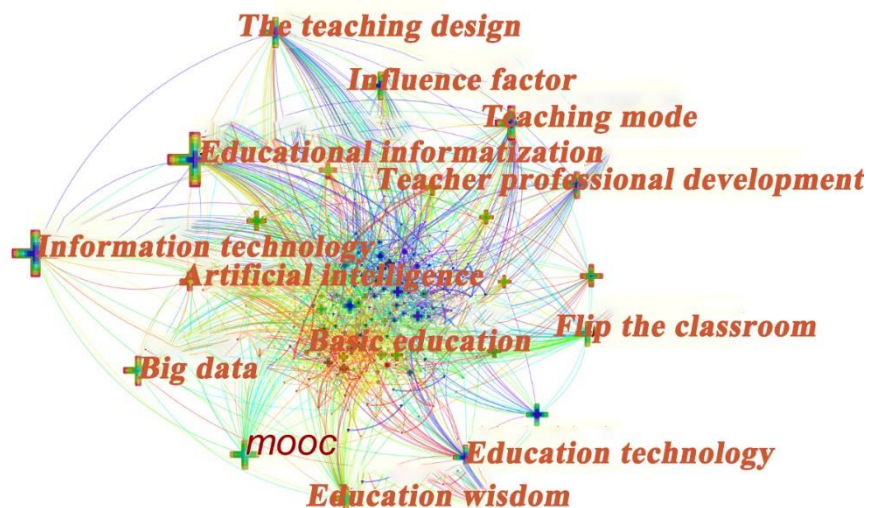 The teaching design
Influence factor
Teaching mode
Educational informatization
Teacher professional development
Information technology
Artificial intelligence
Flip the classroom
Basic education
Big data
mooc
Education technology
Education wisdom